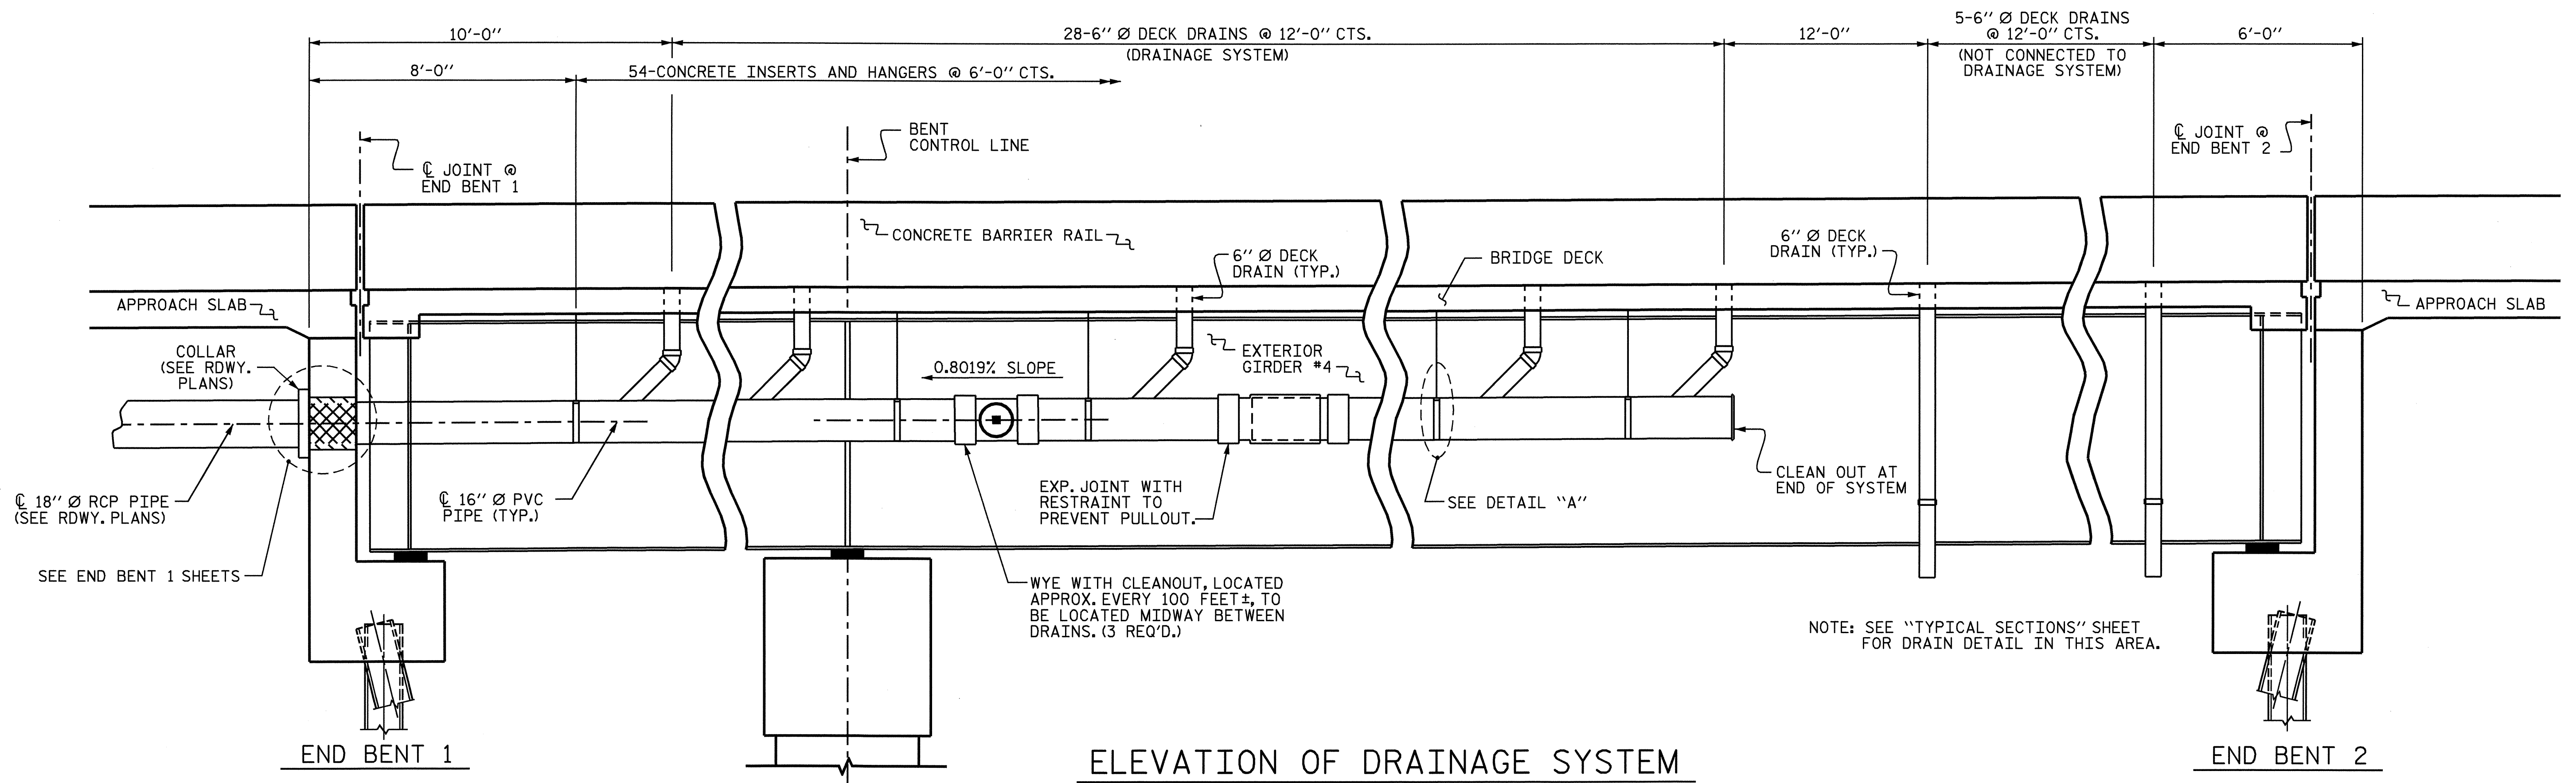 10'-0"
28-6" Ø DECK DRAINS @ 12'-0" CTS.
(DRAINAGE SYSTEM)
12'-0"
5-6" Ø DECK DRAINS
@ 12'-0" CTS.
(NOT CONNECTED TO
DRAINAGE SYSTEM)
6'-0"
8'-0"
54-CONCRETE INSERTS AND HANGERS @ 6'-0" CTS.
BENT
CONTROL LINE
℄ JOINT @
END BENT 1
℄ JOINT @
END BENT 2
CONCRETE BARRIER RAIL
6" Ø DECK
DRAIN (TYP.)
BRIDGE DECK
6" Ø DECK
DRAIN (TYP.)
APPROACH SLAB
APPROACH SLAB
COLLAR
(SEE RDWY.
PLANS)
0.8019% SLOPE
EXTERIOR
GIRDER #4
℄ 18" Ø RCP PIPE
(SEE RDWY. PLANS)
℄ 16" Ø PVC
PIPE (TYP.)
EXP. JOINT WITH
RESTRAINT TO
PREVENT PULLOUT.
SEE DETAIL "A"
CLEAN OUT AT
END OF SYSTEM
SEE END BENT 1 SHEETS
WYE WITH CLEANOUT, LOCATED
APPROX. EVERY 100 FEET±, TO
BE LOCATED MIDWAY BETWEEN
DRAINS. (3 REQ'D.)
NOTE: SEE "TYPICAL SECTIONS" SHEET
FOR DRAIN DETAIL IN THIS AREA.
END BENT 1
ELEVATION OF DRAINAGE SYSTEM
END BENT 2